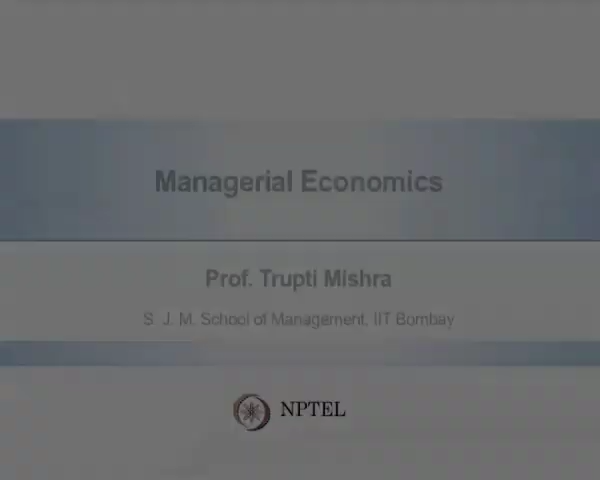 Managerial Economics
Prof. Trupti Mishra
S. J. M. School of Management, IIT Bombay
NPTEL